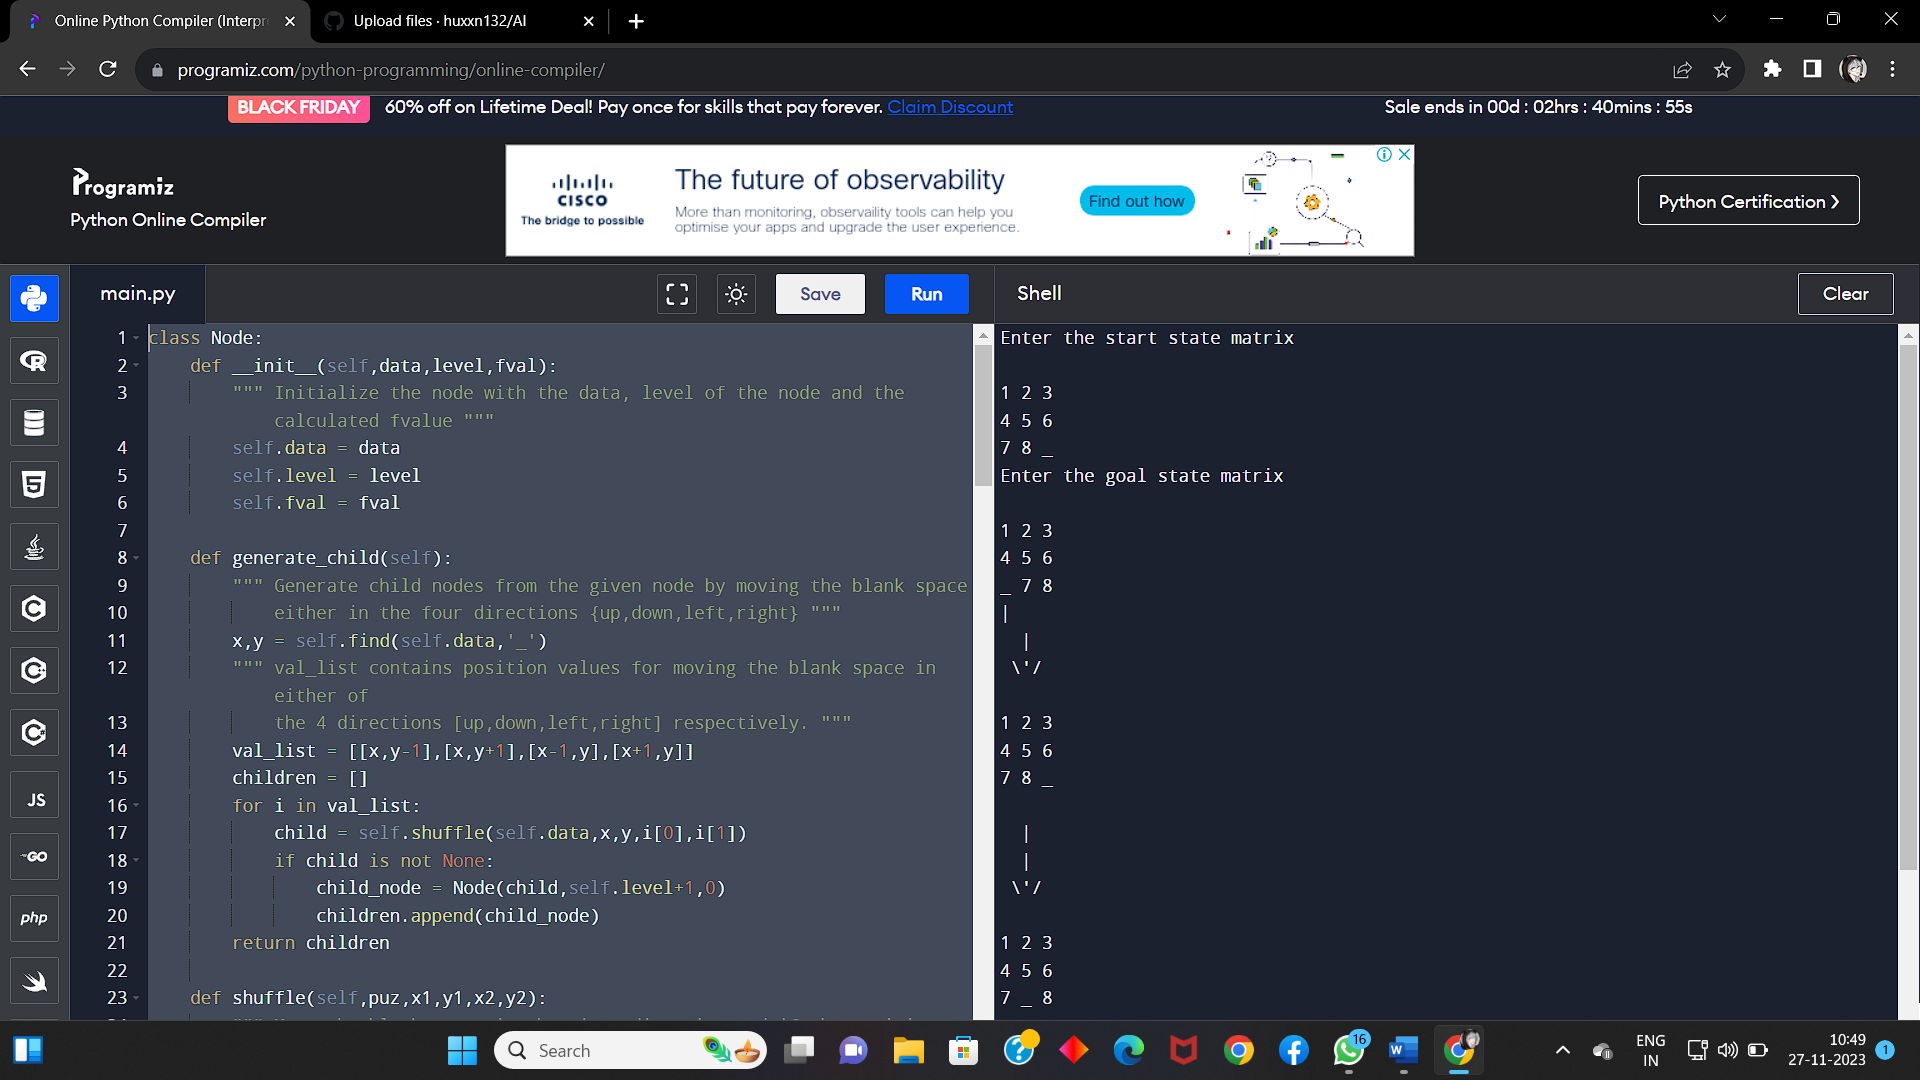 Online Python Compiler (Interpr
Upload files · huxxn132/AI
programiz.com/python-programming/online-compiler/
BLACK FRIDAY 60% off on Lifetime Deal! Pay once for skills that pay forever. Claim Discount
Sale ends in 00d : 02hrs : 40mins : 55s
Programiz
Python Online Compiler
CISCO
The bridge to possible
The future of observability
More than monitoring, observaility tools can help you
optimise your apps and upgrade the user experience.
Find out how
Python Certification ❯
main.py
Save
Run
Shell
Clear
1 class Node:
2 def __init__(self,data,level,fval):
3 """ Initialize the node with the data, level of the node and the
calculated fvalue """
4 self.data = data
5 self.level = level
6 self.fval = fval
7
8 def generate_child(self):
9 """ Generate child nodes from the given node by moving the blank space
10 either in the four directions {up,down,left,right} """
11 x,y = self.find(self.data,'_')
12 """ val_list contains position values for moving the blank space in
either of
13 the 4 directions [up,down,left,right] respectively. """
14 val_list = [[x,y-1],[x,y+1],[x-1,y],[x+1,y]]
15 children = []
16 for i in val_list:
17 child = self.shuffle(self.data,x,y,i[0],i[1])
18 if child is not None:
19 child_node = Node(child,self.level+1,0)
20 children.append(child_node)
21 return children
22
23 def shuffle(self,puz,x1,y1,x2,y2):
Enter the start state matrix
1 2 3
4 5 6
7 8 _
Enter the goal state matrix
1 2 3
4 5 6
_ 7 8
|
|
\'/
1 2 3
4 5 6
7 8 _
|
|
\'/
1 2 3
4 5 6
7 _ 8
JS
GO
php
Search
16
ENG
IN
10:49
27-11-2023
1